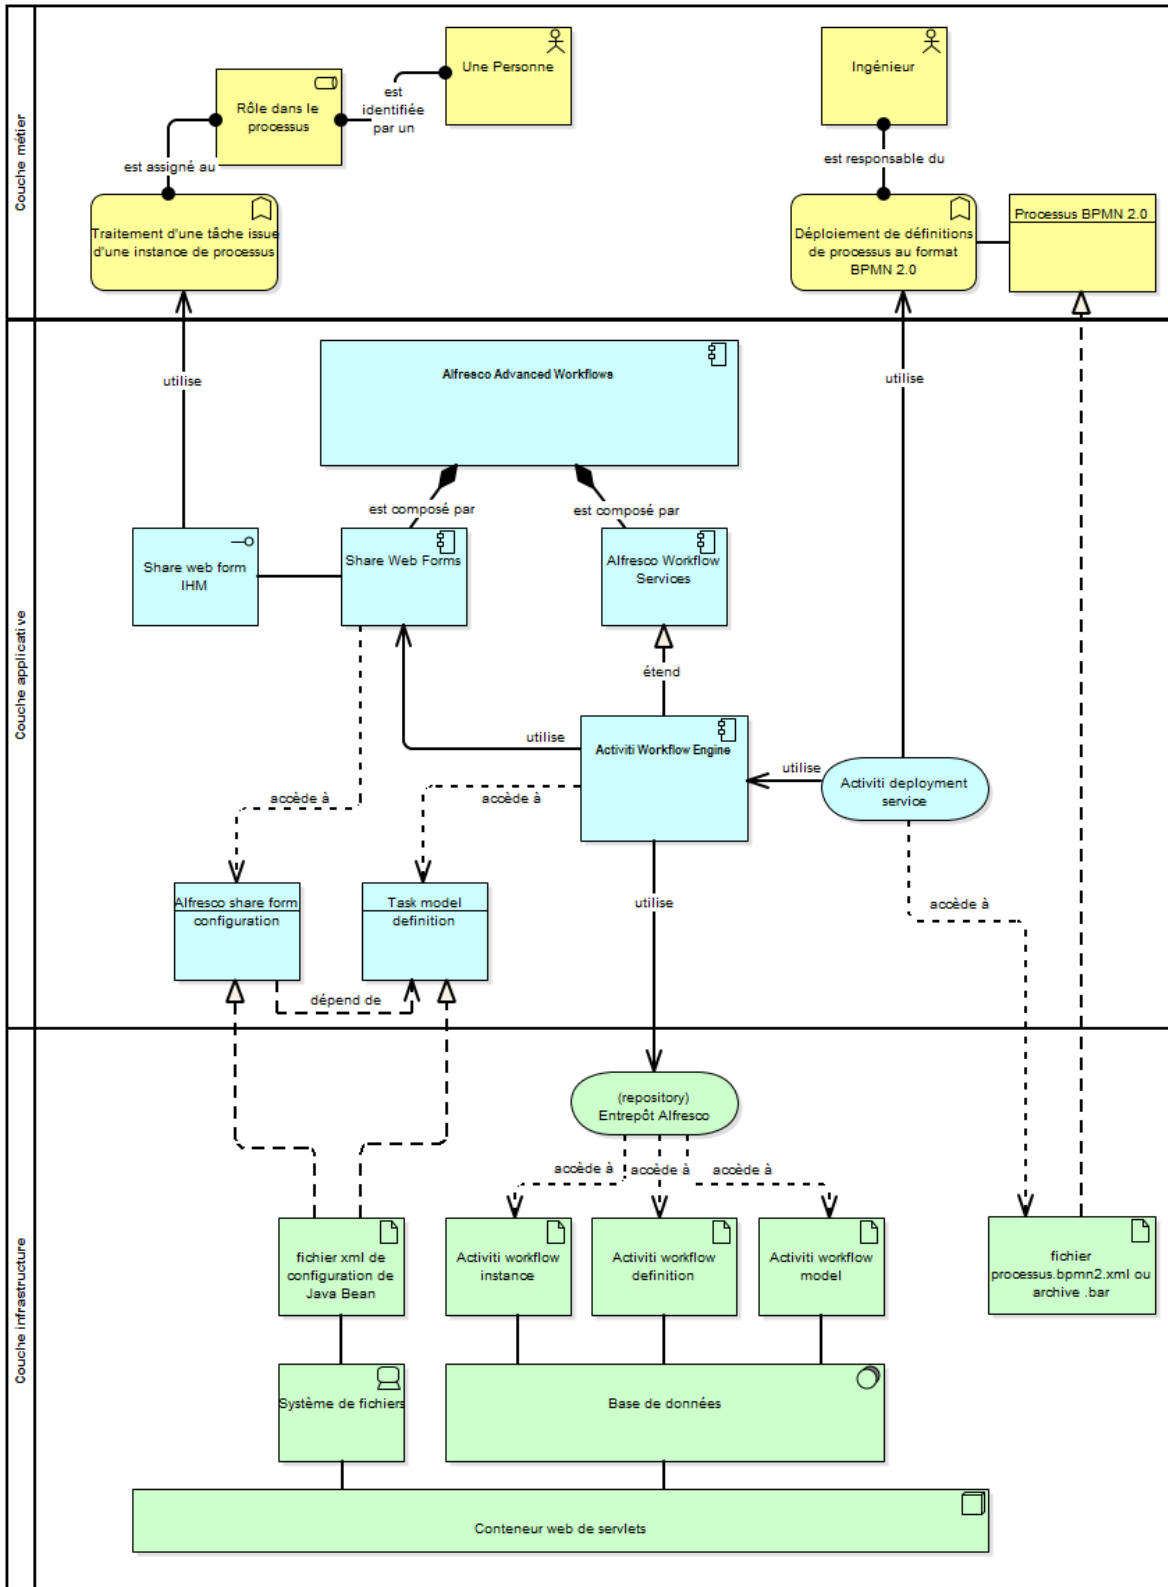 Couche métier
Une Personne
Ingénieur
Rôle dans le
processus
est
identifiée
par un
est assigné au
est responsable du
Traitement d'une tâche issue
d'une instance de processus
Déploiement de définitions
de processus au format
BPMN 2.0
Processus BPMN 2.0
Couche applicative
utilise
utilise
Alfresco Advanced Workflows
est composé par
est composé par
Share web form
IHM
Share Web Forms
Alfresco Workflow
Services
étend
utilise
Activiti Workflow Engine
utilise
Activiti deployment
service
accède à
accède à
Alfresco share form
configuration
Task model
definition
utilise
accède à
dépend de
Couche infrastructure
(repository)
Entrepôt Alfresco
accède à
accède à
accède à
fichier xml de
configuration de
Java Bean
Activiti workflow
instance
Activiti workflow
definition
Activiti workflow
model
fichier
processus.bpmn2.xml ou
archive .bar
Système de fichiers
Base de données
Conteneur web de servlets